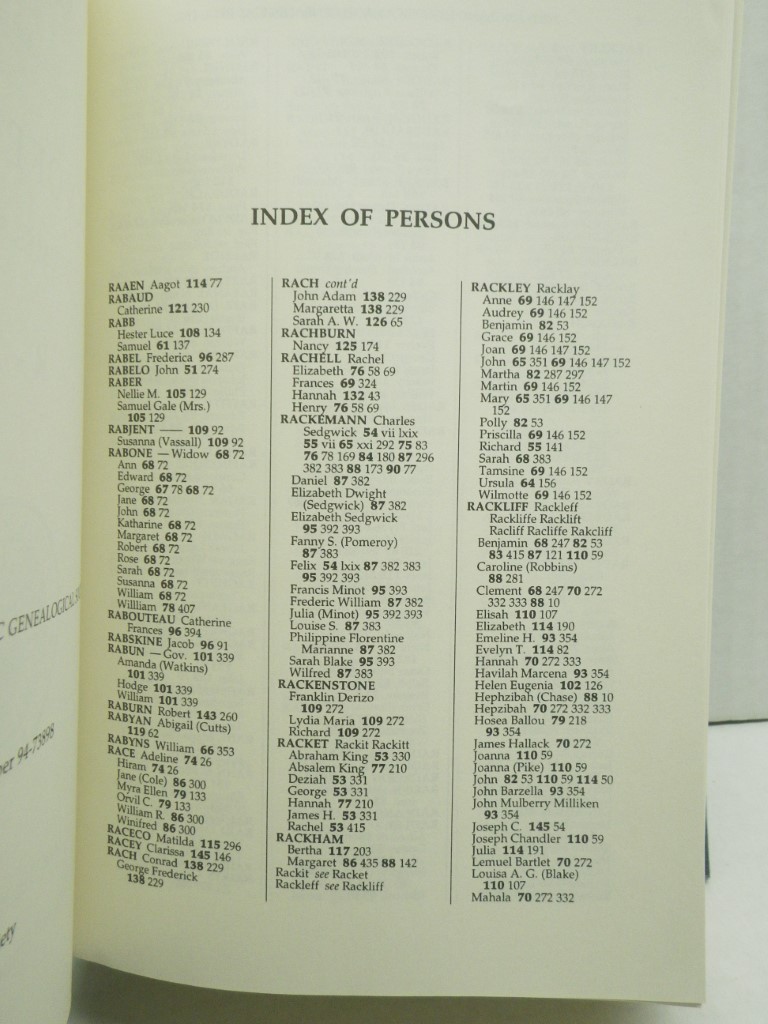 C GENEALOGICAL
er 94-73898
ety
INDEX OF PERSONS
RAAEN Aagot 114 77
RABAUD
Catherine 121 230
RABB
Hester Luce 108 134
Samuel 61 137
RABEL Frederica 96 287
RABELO John 51 274
RABER
Nellie M. 105 129
Samuel Gale (Mrs.)
105 129
RABJENT —— 109 92
Susanna (Vassall) 109 92
RABONE — Widow 68 72
Ann 68 72
Edward 68 72
George 67 78 68 72
Jane 68 72
John 68 72
Katharine 68 72
Margaret 68 72
Robert 68 72
Rose 68 72
Sarah 68 72
Susanna 68 72
William 68 72
Willliam 78 407
RABOUTEAU Catherine
Frances 96 394
RABSKINE Jacob 96 91
RABUN — Gov. 101 339
Amanda (Watkins)
101 339
Hodge 101 339
William 101 339
RABURN Robert 143 260
RABYAN Abigail (Cutts)
119 62
RABYNS William 66 353
RACE Adeline 74 26
Hiram 74 26
Jane (Cole) 86 300
Myra Ellen 79 133
Orvil C. 79 133
William R. 86 300
Winifred 86 300
RACECO Matilda 115 296
RACEY Clarissa 145 146
RACH Conrad 138 229
George Frederick
138 229
RACH cont'd
John Adam 138 229
Margaretta 138 229
Sarah A. W. 126 65
RACHBURN
Nancy 125 174
RACHELL Rachel
Elizabeth 76 58 69
Frances 69 324
Hannah 132 43
Henry 76 58 69
RACKEMANN Charles
Sedgwick 54 vii lxix
55 vii 65 xxi 292 75 83
76 78 169 84 180 87 296
382 383 88 173 90 77
Daniel 87 382
Elizabeth Dwight
(Sedgwick) 87 382
Elizabeth Sedgwick
95 392 393
Fanny S. (Pomeroy)
87 383
Felix 54 lxix 87 382 383
95 392 393
Francis Minot 95 393
Frederic William 87 382
Julia (Minot) 95 392 393
Louise S. 87 383
Philippine Florentine
Marianne 87 382
Sarah Blake 95 393
Wilfred 87 383
RACKENSTONE
Franklin Derizo
109 272
Lydia Maria 109 272
Richard 109 272
RACKET Rackit Rackitt
Abraham King 53 330
Absalem King 77 210
Deziah 53 331
George 53 331
Hannah 77 210
James H. 53 331
Rachel 53 415
RACKHAM
Bertha 117 203
Margaret 86 435 88 142
Rackit see Racket
Rackleff see Rackliff
RACKLEY Racklay
Anne 69 146 147 152
Audrey 69 146 152
Benjamin 82 53
Grace 69 146 152
Joan 69 146 147 152
John 65 351 69 146 147 152
Martha 82 287 297
Martin 69 146 152
Mary 65 351 69 146 147
152
Polly 82 53
Priscilla 69 146 152
Richard 55 141
Sarah 68 383
Tamsine 69 146 152
Ursula 64 156
Wilmotte 69 146 152
RACKLIFF Rackleff
Rackliffe Racklift
Racliff Racliffe Rakcliff
Benjamin 68 247 82 53
83 415 87 121 110 59
Caroline (Robbins)
88 281
Clement 68 247 70 272
332 333 88 10
Elisah 110 107
Elizabeth 114 190
Emeline H. 93 354
Evelyn T. 114 82
Hannah 70 272 333
Havilah Marcena 93 354
Helen Eugenia 102 126
Hephzibah (Chase) 88 10
Hepzibah 70 272 332 333
Hosea Ballou 79 218
93 354
James Hallack 70 272
Joanna 110 59
Joanna (Pike) 110 59
John 82 53 110 59 114 50
John Barzella 93 354
John Mulberry Milliken
93 354
Joseph C. 145 54
Joseph Chandler 110 59
Julia 114 191
Lemuel Bartlet 70 272
Louisa A. G. (Blake)
110 107
Mahala 70 272 332